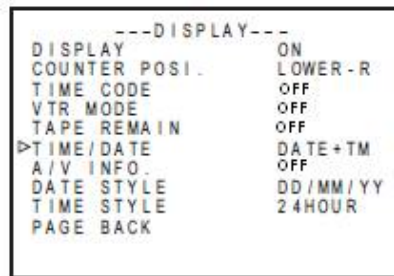 ---DISPLAY---
DISPLAY ON
COUNTER POSI. LOWER-R
TIME CODE OFF
VTR MODE OFF
TAPE REMAIN OFF
▷TIME/DATE DATE+TM
A/V INFO. OFF
DATE STYLE DD/MM/YY
TIME STYLE 24HOUR
PAGE BACK